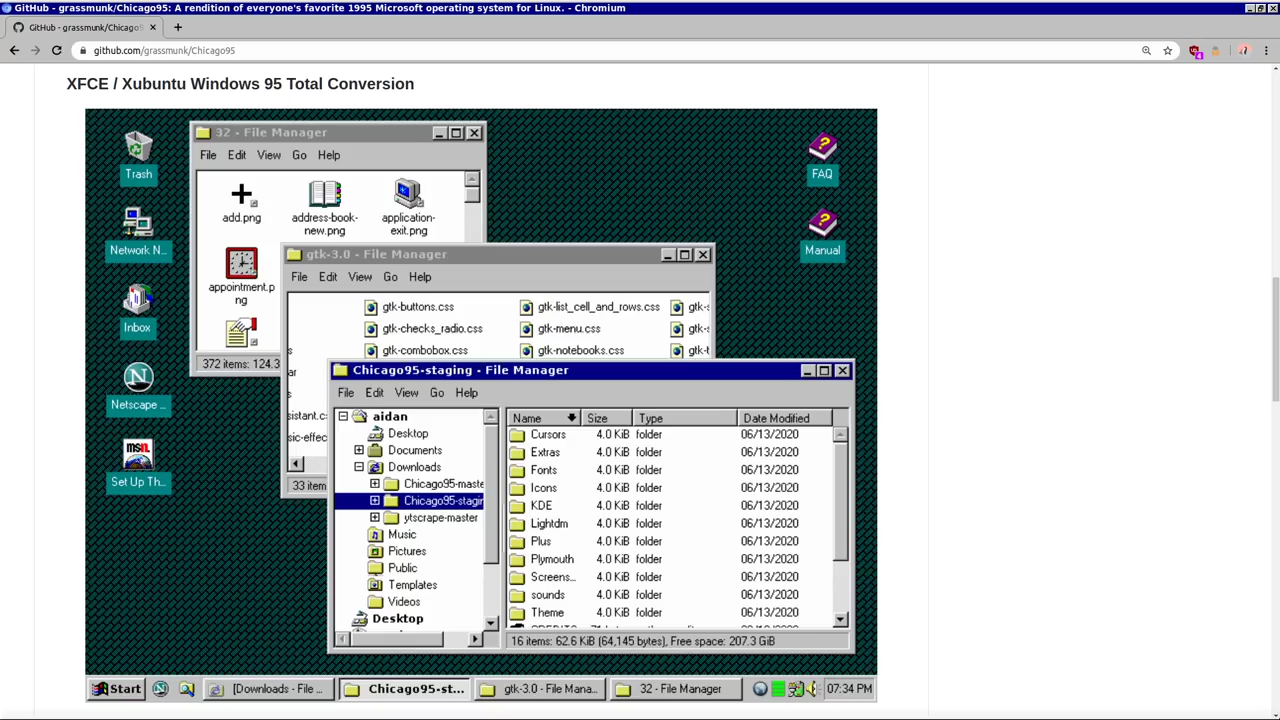 GitHub - grassmunk/Chicago95: A rendition of everyone's favorite 1995 Microsoft operating system for Linux. - Chromium
GitHub - grassmunk/Chicago95
github.com/grassmunk/Chicago95
4
XFCE / Xubuntu Windows 95 Total Conversion
Trash
Network N...
Inbox
Netscape ...
msn
Set Up Th...
FAQ
Manual
32 - File Manager
File Edit View Go Help
add.png
address-book-new.png
application-exit.png
appointment.png
372 items: 124.3
gtk-3.0 - File Manager
File Edit View Go Help
gtk-buttons.css gtk-list_cell_and_rows.css gtk-s
gtk-checks_radio.css gtk-menu.css gtk-s
gtk-combobox.css gtk-notebooks.css gtk-t
ar
istant.c
sic-effec
33 item
Chicago95-staging - File Manager
File Edit View Go Help
aidan
Desktop
Documents
Downloads
Chicago95-maste
Chicago95-stagin
ytscrape-master
Music
Pictures
Public
Templates
Videos
Desktop
Name Size Type Date Modified
Cursors 4.0 KiB folder 06/13/2020
Extras 4.0 KiB folder 06/13/2020
Fonts 4.0 KiB folder 06/13/2020
Icons 4.0 KiB folder 06/13/2020
KDE 4.0 KiB folder 06/13/2020
Lightdm 4.0 KiB folder 06/13/2020
Plus 4.0 KiB folder 06/13/2020
Plymouth 4.0 KiB folder 06/13/2020
Screens... 4.0 KiB folder 06/13/2020
sounds 4.0 KiB folder 06/13/2020
Theme 4.0 KiB folder 06/13/2020
16 items: 62.6 KiB (64,145 bytes), Free space: 207.3 GiB
Start
[Downloads - File ...
Chicago95-st...
gtk-3.0 - File Mana...
32 - File Manager
07:34 PM